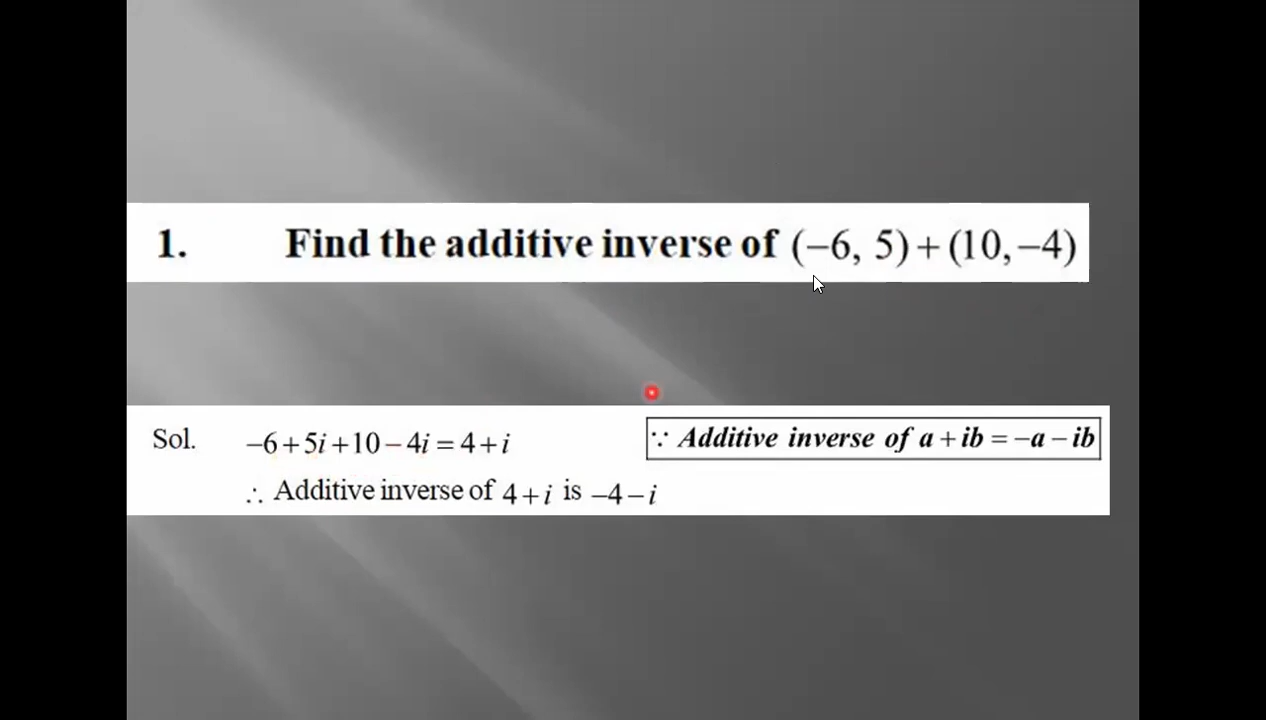 1. Find the additive inverse of (−6, 5)+(10,−4)
Sol. −6+5i+10−4i=4+i
∵ Additive inverse of a+ib=−a−ib
∴ Additive inverse of 4+i is −4−i